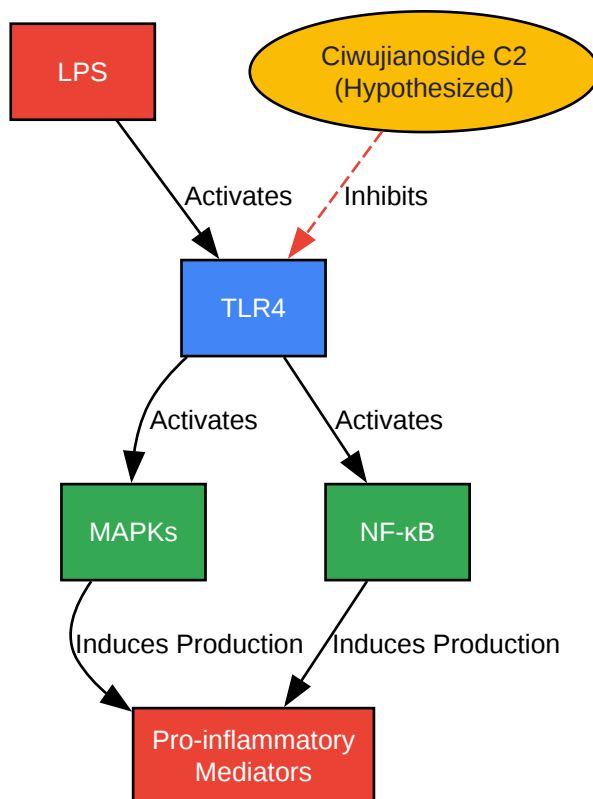 LPS
Ciwujianoside C2
(Hypothesized)
Activates
Inhibits
TLR4
Activates
Activates
MAPKs
NF-κB
Induces Production
Induces Production
Pro-inflammatory
Mediators